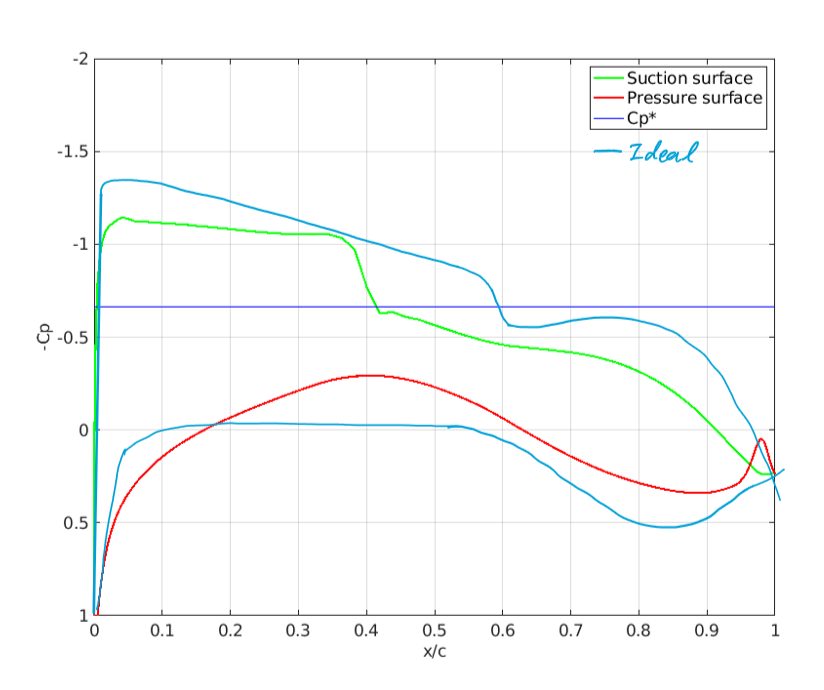 -2
Suction surface
Pressure surface
Cp*
Ideal
-1.5
-1
-0.5
0
0.5
1
-Cp
0 0.1 0.2 0.3 0.4 0.5 0.6 0.7 0.8 0.9 1
x/c